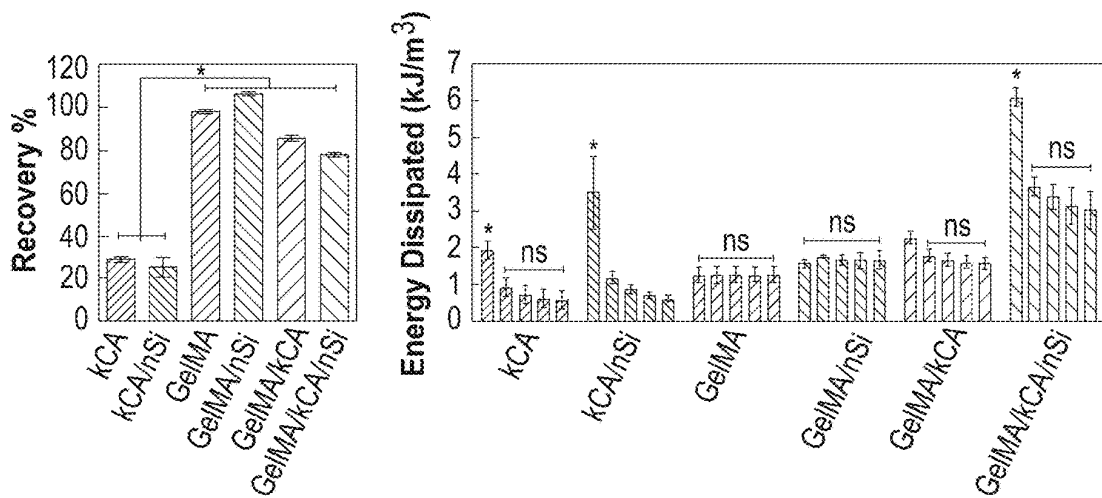 Recovery %
120
100
80
60
40
20
0
*
kCA
kCA/nSi
GelMA
GelMA/nSi
GelMA/kCA
GelMA/kCA/nSi
Energy Dissipated (kJ/m³)
7
6
5
4
3
2
1
0
*
ns
*
ns
ns
ns
*
ns
kCA
kCA/nSi
GelMA
GelMA/nSi
GelMA/kCA
GelMA/kCA/nSi